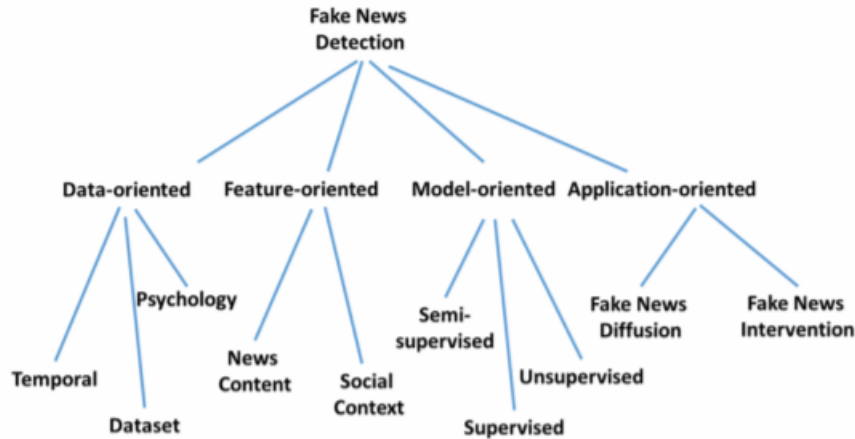 Fake News
Detection
Data-oriented
Feature-oriented
Model-oriented
Application-oriented
Psychology
Temporal
Dataset
News
Content
Social
Context
Semi-
supervised
Unsupervised
Supervised
Fake News
Diffusion
Fake News
Intervention